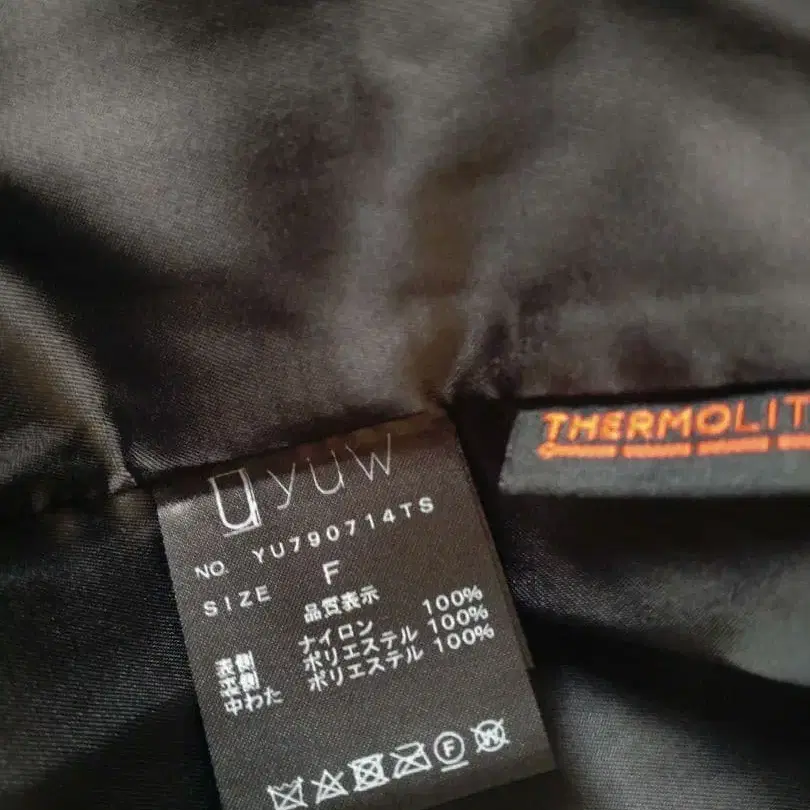 uyuw
NO. YU790714TS
SIZE F
品質表示
表側 ナイロン 100%
裏側 ポリエステル 100%
中わた ポリエステル 100%
F
W
THERMOLIT